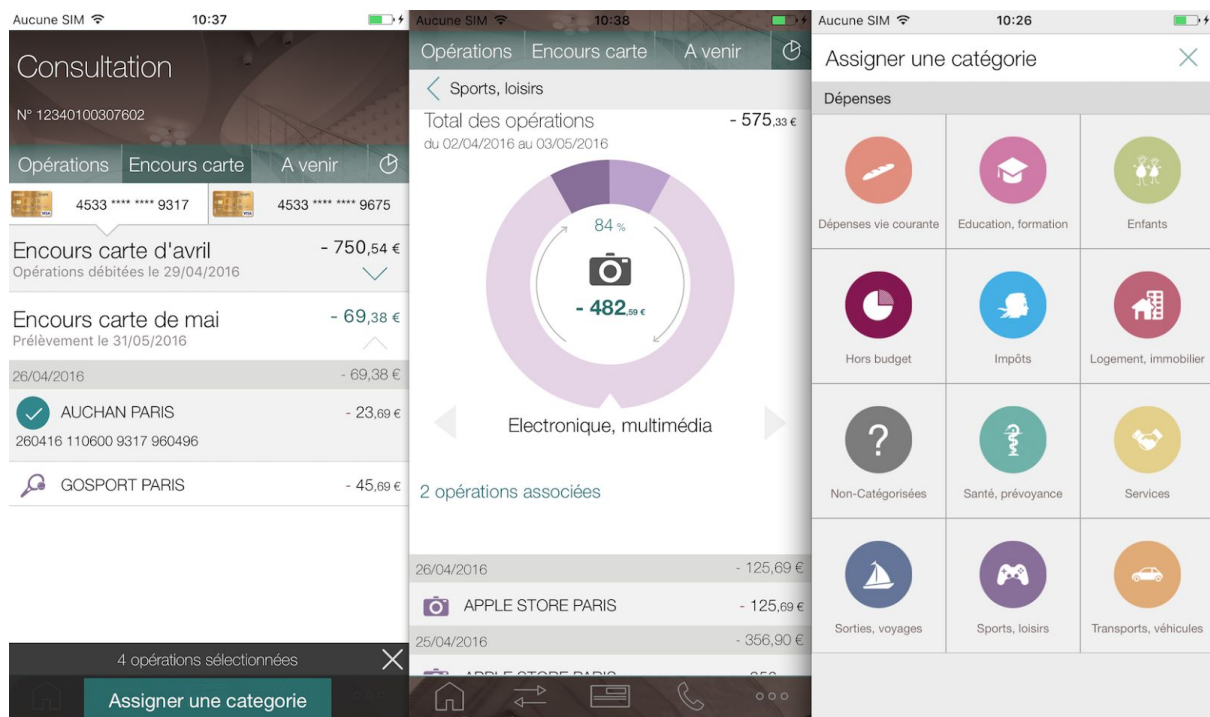 Aucune SIM 10:37
Consultation
N° 12340100307602
Opérations Encours carte A venir
4533 **** **** 9317 4533 **** **** 9675
Encours carte d'avril - 750,54 €
Opérations débitées le 29/04/2016
Encours carte de mai - 69,38 €
Prélèvement le 31/05/2016
26/04/2016 - 69,38 €
AUCHAN PARIS - 23,69 €
260416 110600 9317 960496
GOSPORT PARIS - 45,69 €
4 opérations sélectionnées
Assigner une categorie
Aucune SIM 10:38
Opérations Encours carte A venir
Sports, loisirs
Total des opérations - 575,33 €
du 02/04/2016 au 03/05/2016
84 %
- 482,59 €
Electronique, multimédia
2 opérations associées
26/04/2016 - 125,69 €
APPLE STORE PARIS - 125,69 €
25/04/2016 - 356,90 €
APPLE STORE PARIS
Aucune SIM 10:26
Assigner une catégorie
Dépenses
Dépenses vie courante Education, formation Enfants
Hors budget Impôts Logement, immobilier
?
Non-Catégorisées Santé, prévoyance Services
Sorties, voyages Sports, loisirs Transports, véhicules